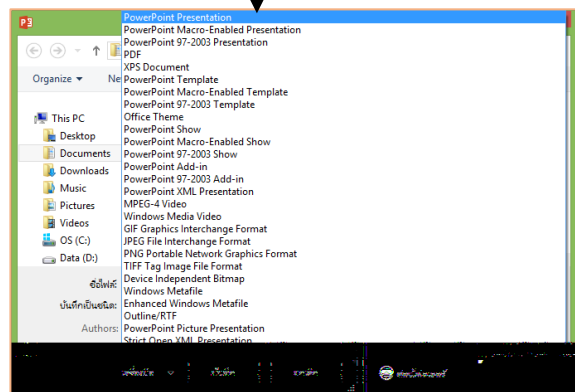 PowerPoint Presentation
PowerPoint Macro-Enabled Presentation
PowerPoint 97-2003 Presentation
PDF
XPS Document
Organize
Ne
PowerPoint Template
PowerPoint Macro-Enabled Template
PowerPoint 97-2003 Template
Office Theme
PowerPoint Show
PowerPoint Macro-Enabled Show
PowerPoint 97-2003 Show
PowerPoint Add-in
PowerPoint 97-2003 Add-in
PowerPoint XML Presentation
MPEG-4 Video
Windows Media Video
GIF Graphics Interchange Format
JPEG File Interchange Format
PNG Portable Network Graphics Format
TIFF Tag Image File Format
Device Independent Bitmap
Windows Metafile
Enhanced Windows Metafile
Outline/RTF
PowerPoint Picture Presentation
Strict Open XML Presentation
This PC
Desktop
Documents
Downloads
Music
Pictures
Videos
OS (C:)
Data (D:)
ชื่อไฟล์:
บันทึกเป็นชนิด:
Authors: